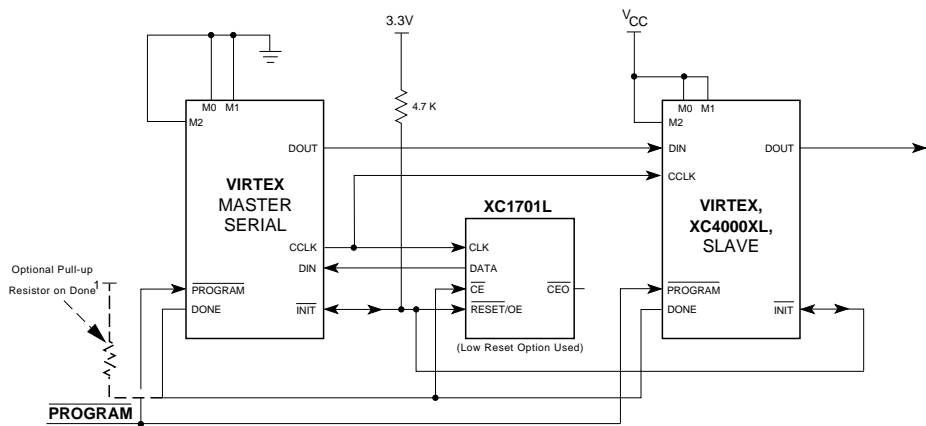 3.3V
VCC
M0 M1
M2
4.7 K
M0 M1
M2
DOUT
DIN
DOUT
VIRTEX
MASTER
SERIAL
CCLK
VIRTEX,
XC4000XL,
SLAVE
XC1701L
CCLK
CLK
DIN
DATA
Optional Pull-up
Resistor on Done
1
PROGRAM
CE
CEO
PROGRAM
DONE
INIT
RESET/OE
DONE
INIT
(Low Reset Option Used)
PROGRAM